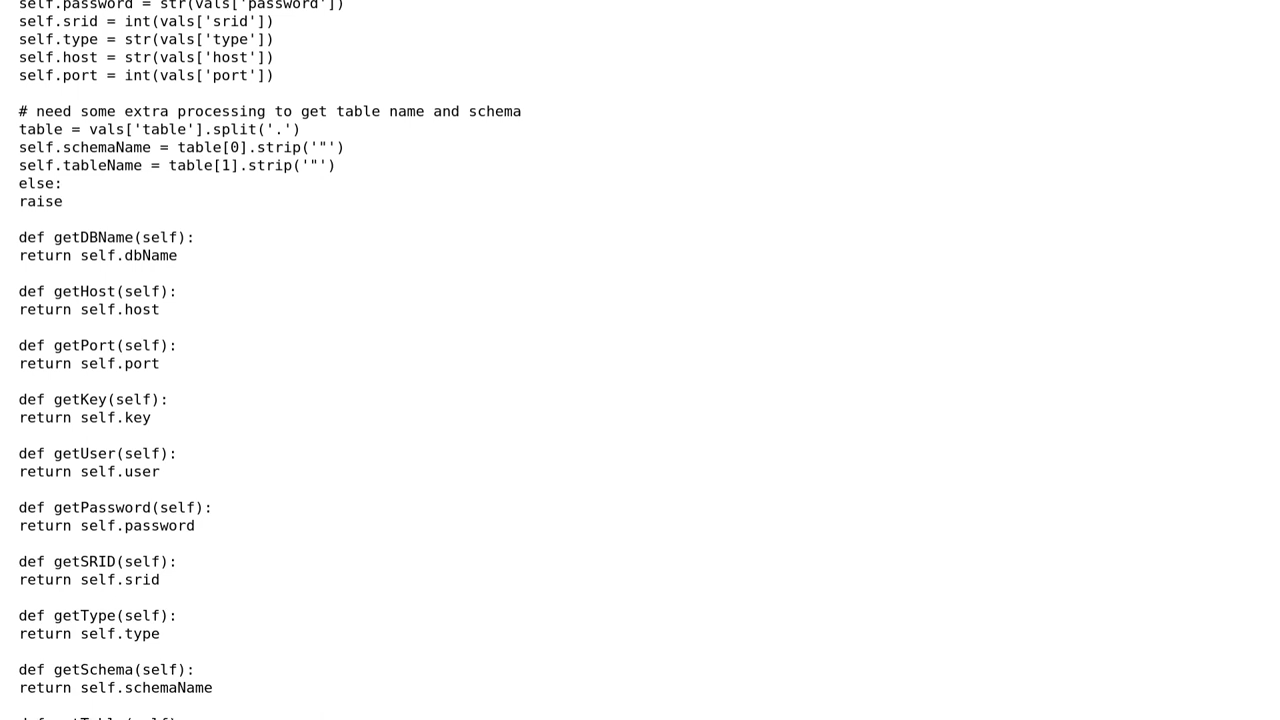 self.password = str(vals['password'])
self.srid = int(vals['srid'])
self.type = str(vals['type'])
self.host = str(vals['host'])
self.port = int(vals['port'])
# need some extra processing to get table name and schema
table = vals['table'].split('.')
self.schemaName = table[0].strip('"')
self.tableName = table[1].strip('"')
else:
raise
def getDBName(self):
return self.dbName
def getHost(self):
return self.host
def getPort(self):
return self.port
def getKey(self):
return self.key
def getUser(self):
return self.user
def getPassword(self):
return self.password
def getSRID(self):
return self.srid
def getType(self):
return self.type
def getSchema(self):
return self.schemaName
def getTable(self):